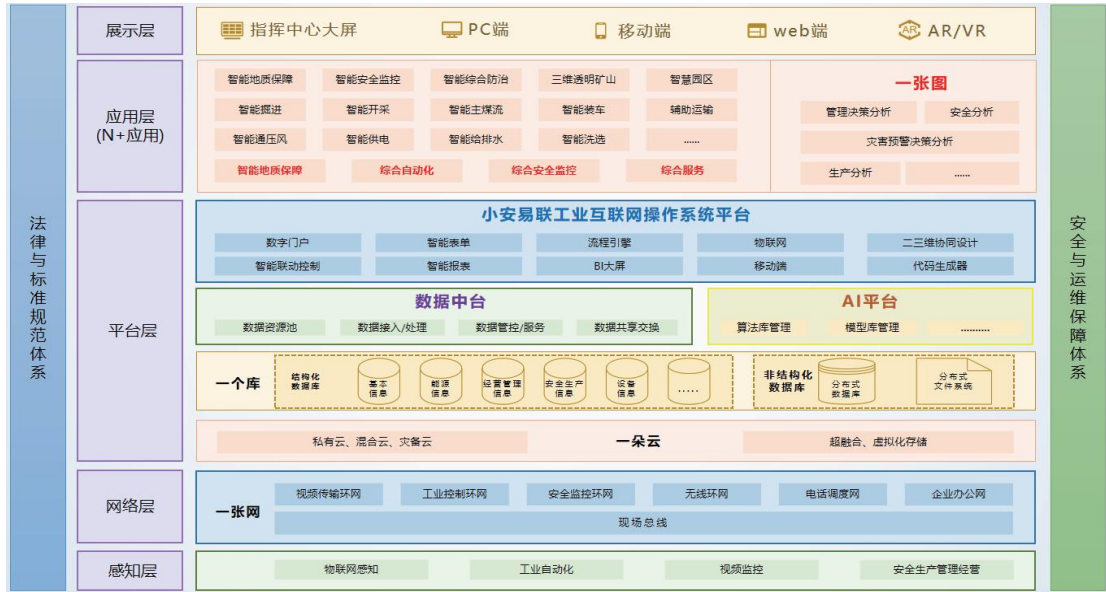 法律与标准规范体系
展示层
指挥中心大屏 PC端 移动端 web端 AR AR/VR
应用层
(N+应用)
智能地质保障 智能安全监控 智能综合防治 三维透明矿山 智慧园区
智能掘进 智能开采 智能主煤流 智能装车 辅助运输
智能通压风 智能供电 智能给排水 智能洗选 ......
智能地质保障 综合自动化 综合安全监控 综合服务
一张图
管理决策分析 安全分析
灾害预警决策分析
生产分析 ......
平台层
小安易联工业互联网操作系统平台
数字门户 智能表单 流程引擎 物联网 二三维协同设计
智能联动控制 智能报表 BI大屏 移动端 代码生成器
数据中台
数据资源池 数据接入/处理 数据管控/服务 数据共享交换
AI平台
算法库管理 模型库管理 ..........
一个库
结构化
数据库
基本
信息
能源
信息
经营管理
信息
安全生产
信息
设备
信息
.....
非结构化
数据库
分布式
数据库
分布式
文件系统
私有云、混合云、灾备云 一朵云 超融合、虚拟化存储
网络层
一张网
视频传输环网 工业控制环网 安全监控环网 无线环网 电话调度网 企业办公网
现场总线
感知层
物联网感知 工业自动化 视频监控 安全生产管理经营
安全与运维保障体系